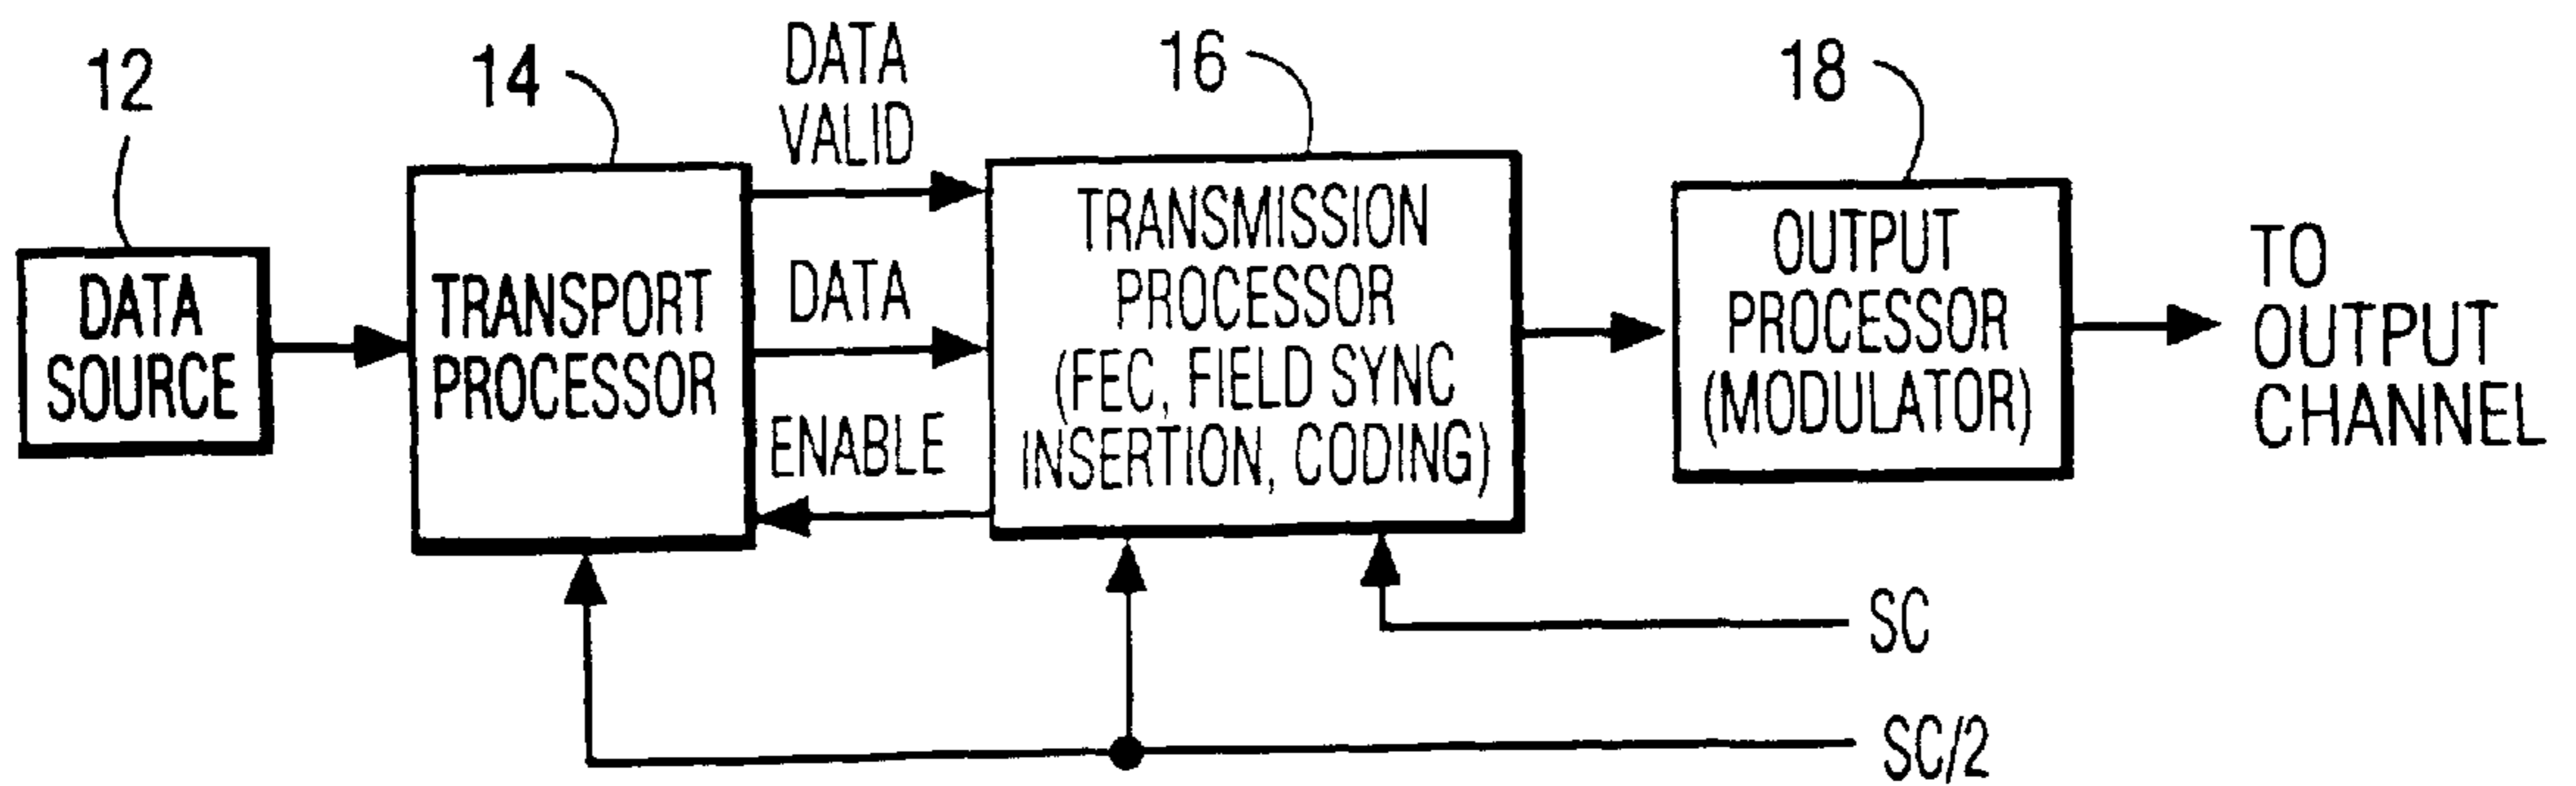 12
DATA
SOURCE
14
TRANSPORT
PROCESSOR
DATA
VALID
DATA
ENABLE
16
TRANSMISSION
PROCESSOR
(FEC, FIELD SYNC
INSERTION, CODING)
18
OUTPUT
PROCESSOR
(MODULATOR)
TO
OUTPUT
CHANNEL
SC
SC/2